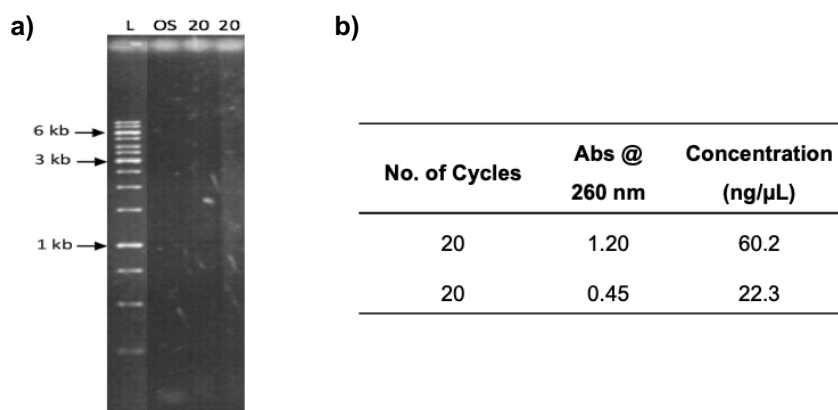 a)
L OS 20 20
6 kb
3 kb
1 kb
b)
No. of Cycles Abs @ 260 nm Concentration (ng/µL)
20 1.20 60.2
20 0.45 22.3